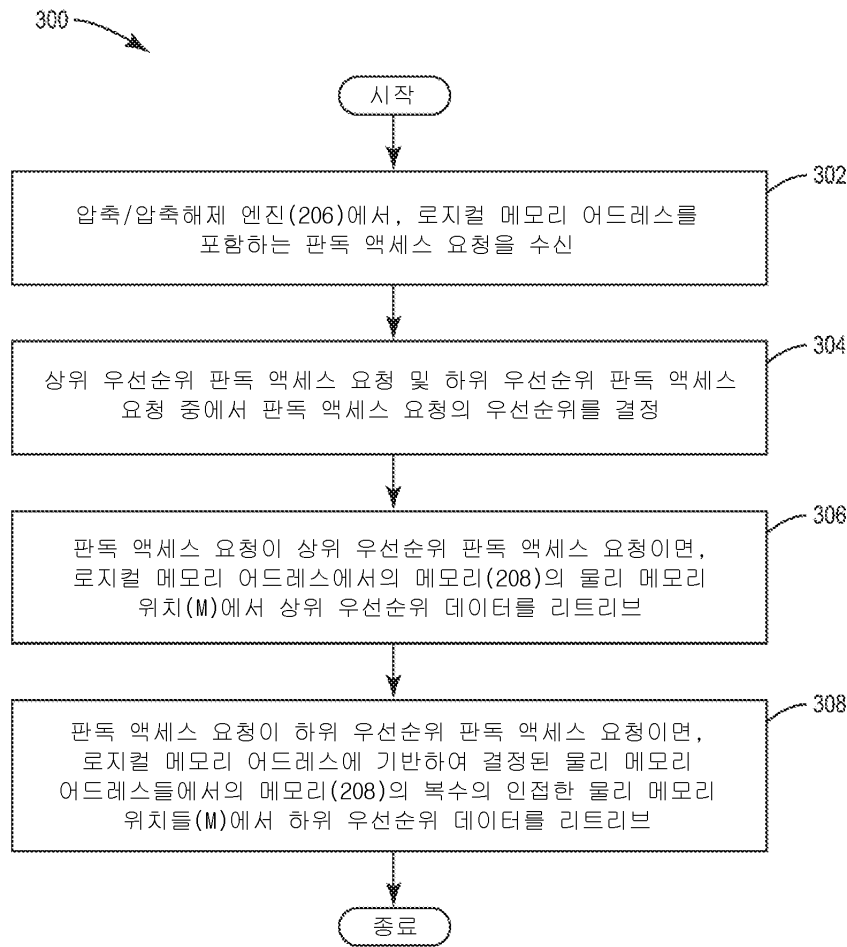 300
시작
302
압축/압축해제 엔진(206)에서, 로지컬 메모리 어드레스를
포함하는 판독 액세스 요청을 수신
304
상위 우선순위 판독 액세스 요청 및 하위 우선순위 판독 액세스
요청 중에서 판독 액세스 요청의 우선순위를 결정
306
판독 액세스 요청이 상위 우선순위 판독 액세스 요청이면,
로지컬 메모리 어드레스에서의 메모리(208)의 물리 메모리
위치(M)에서 상위 우선순위 데이터를 리트리브
308
판독 액세스 요청이 하위 우선순위 판독 액세스 요청이면,
로지컬 메모리 어드레스에 기반하여 결정된 물리 메모리
어드레스들에서의 메모리(208)의 복수의 인접한 물리 메모리
위치들(M)에서 하위 우선순위 데이터를 리트리브
종료